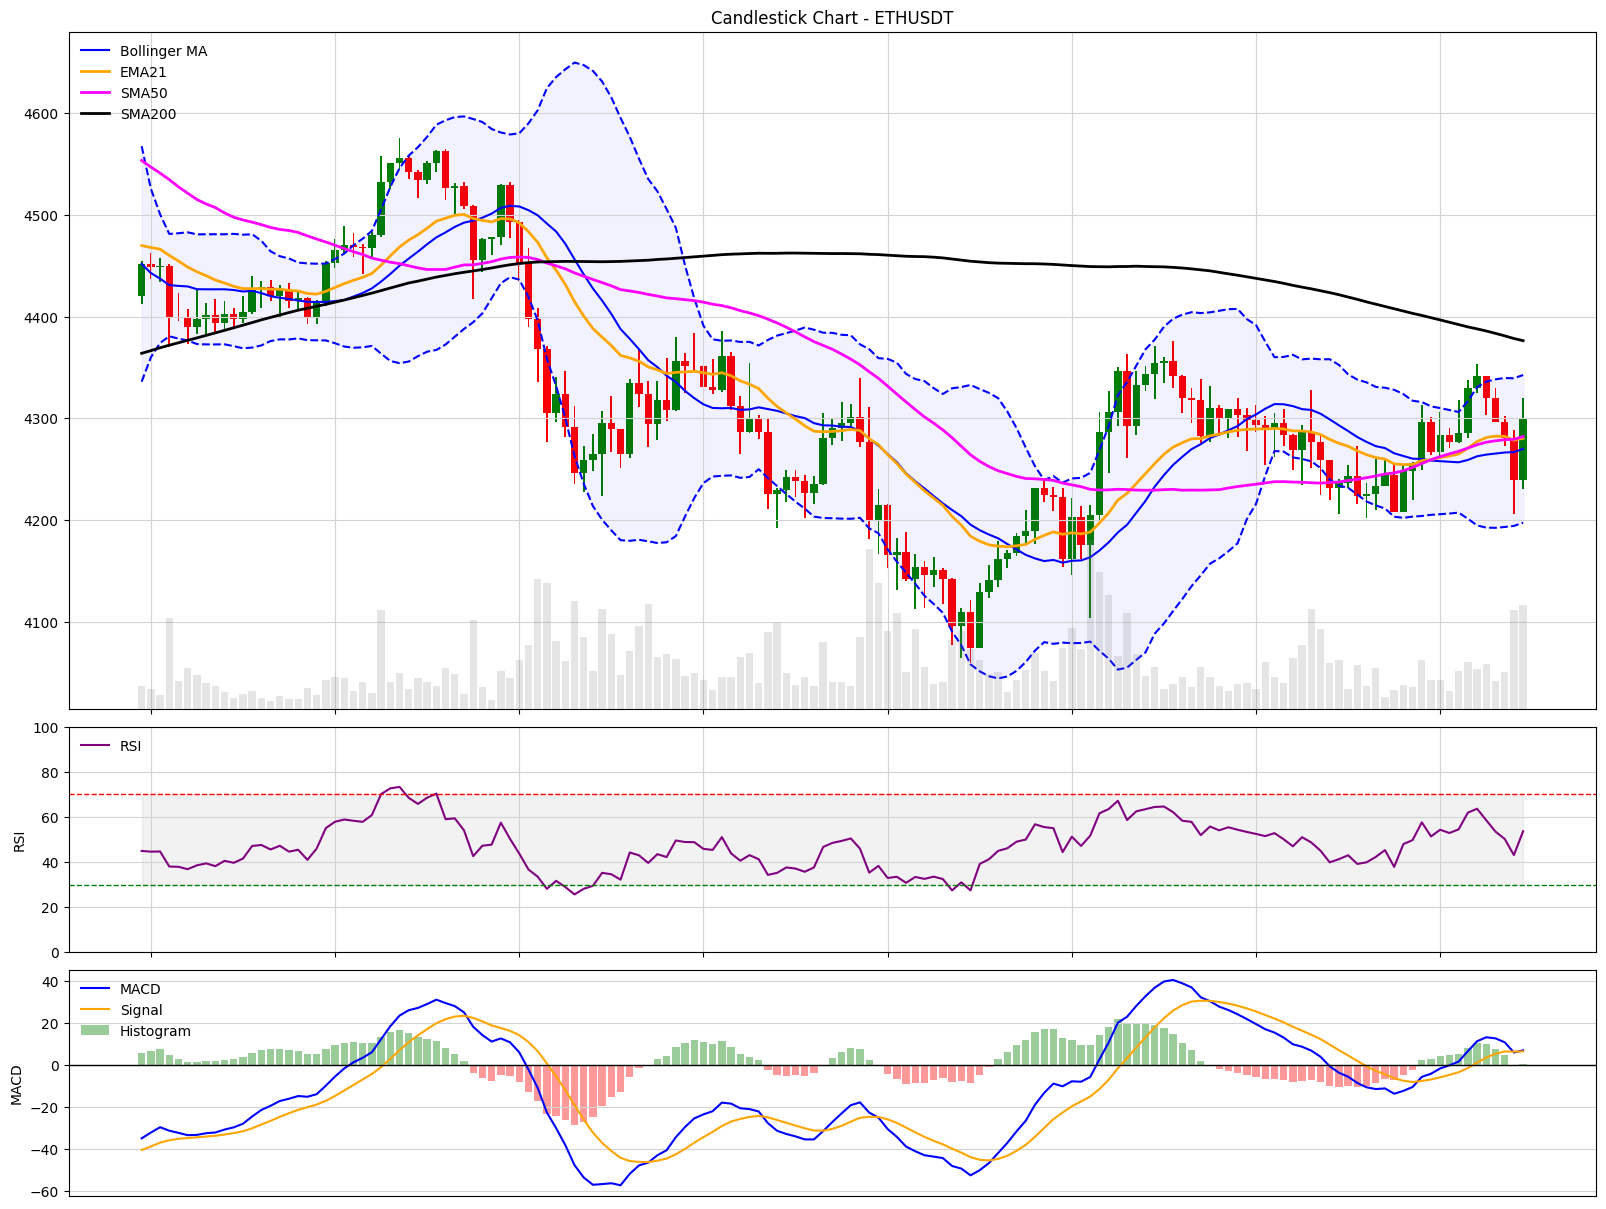 Candlestick Chart - ETHUSDT
Bollinger MA
EMA21
SMA50
SMA200
4600
4500
4400
4300
4200
4100
RSI
100
80
60
40
20
0
RSI
MACD
Signal
Histogram
40
20
0
−20
−40
−60
MACD